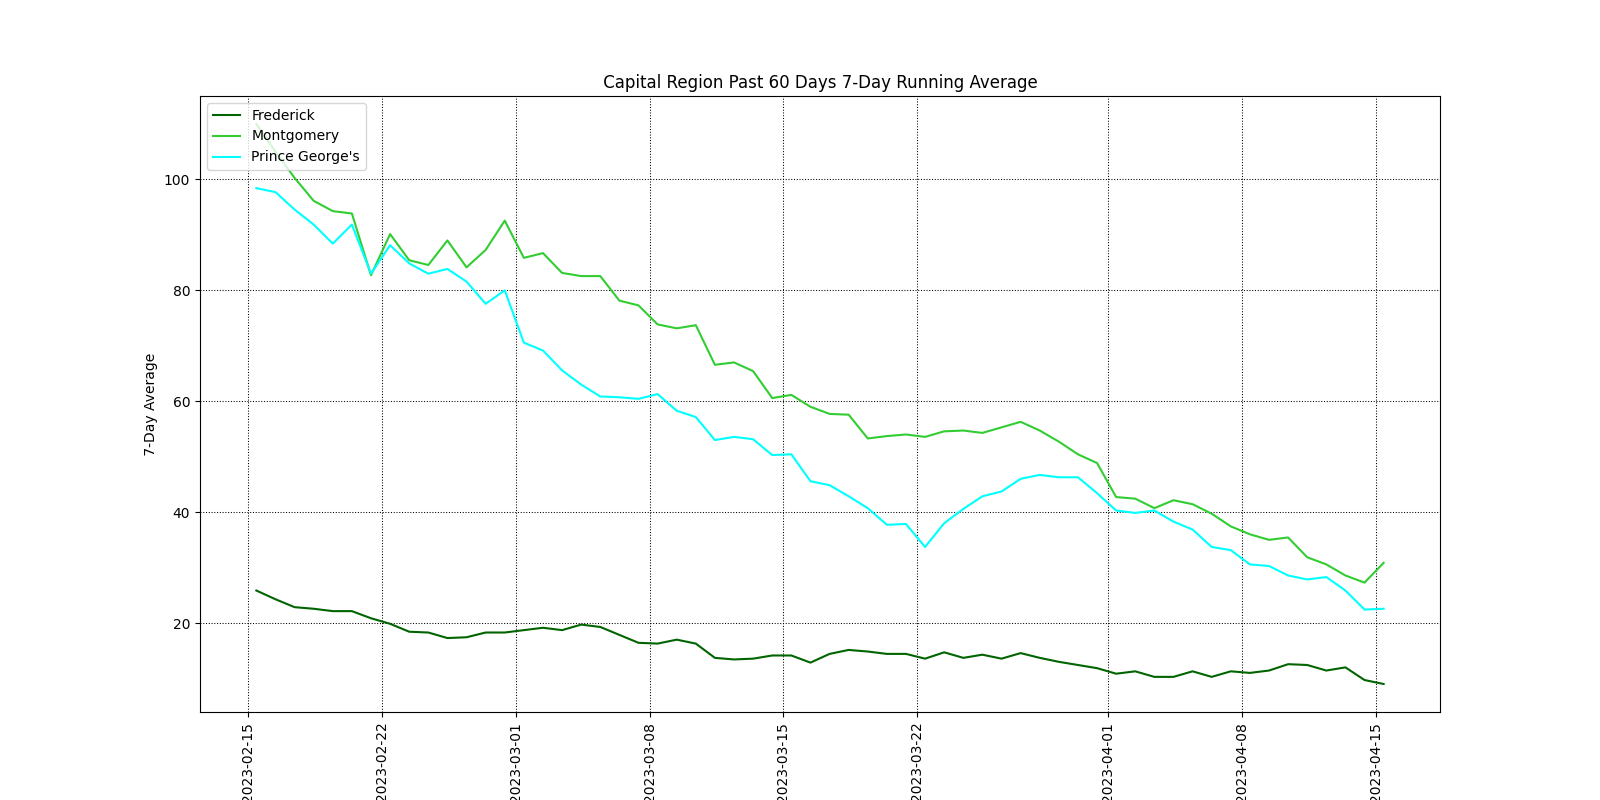 Capital Region Past 60 Days 7-Day Running Average
Frederick
Montgomery
Prince George's
7-Day Average
100
80
60
40
20
2023-02-15
2023-02-22
2023-03-01
2023-03-08
2023-03-15
2023-03-22
2023-04-01
2023-04-08
2023-04-15